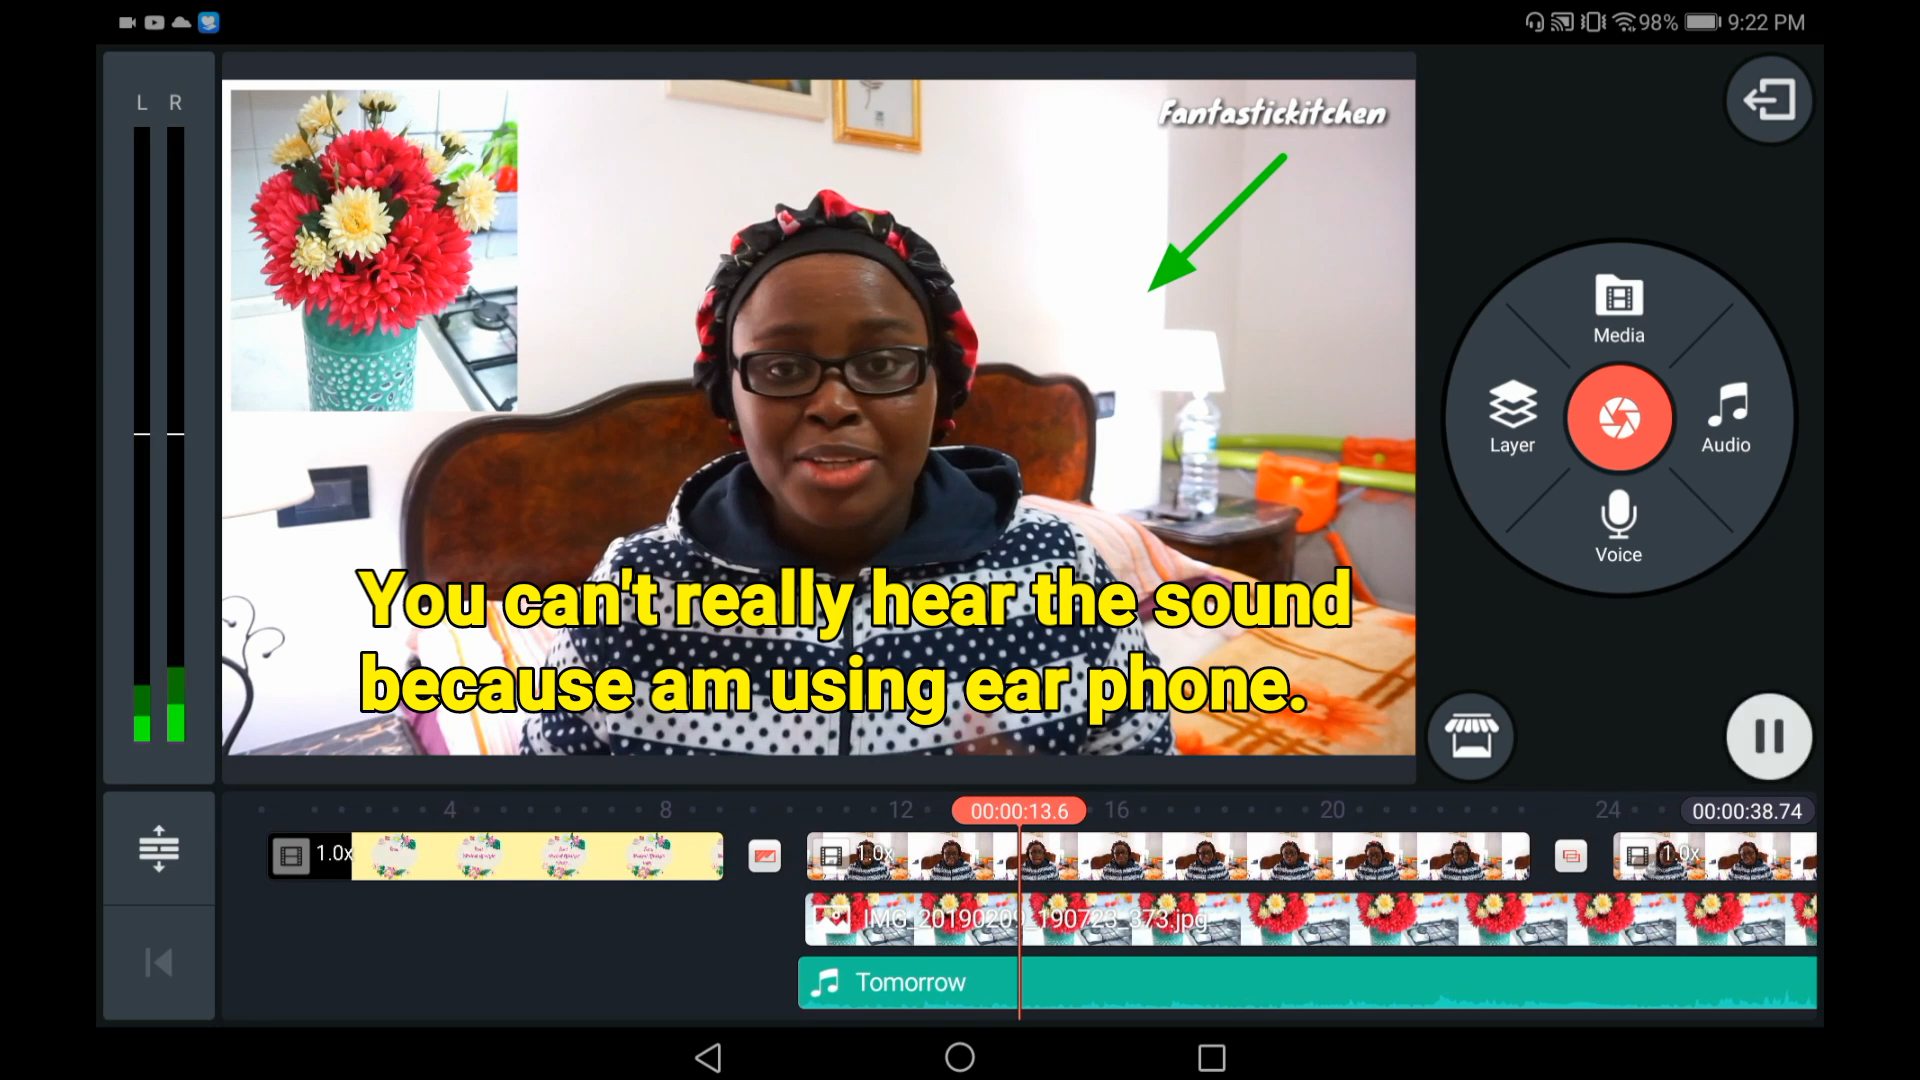 98% 9:22 PM
L R
Fantastickitchen
Media
Layer
Audio
Voice
You can't really hear the sound
because am using ear phone.
4 8 12 00:00:13.6 16 20 24 00:00:38.74
1.0x 1.0x 1.0x
IMG_20190209_190723_373.jpg
Tomorrow